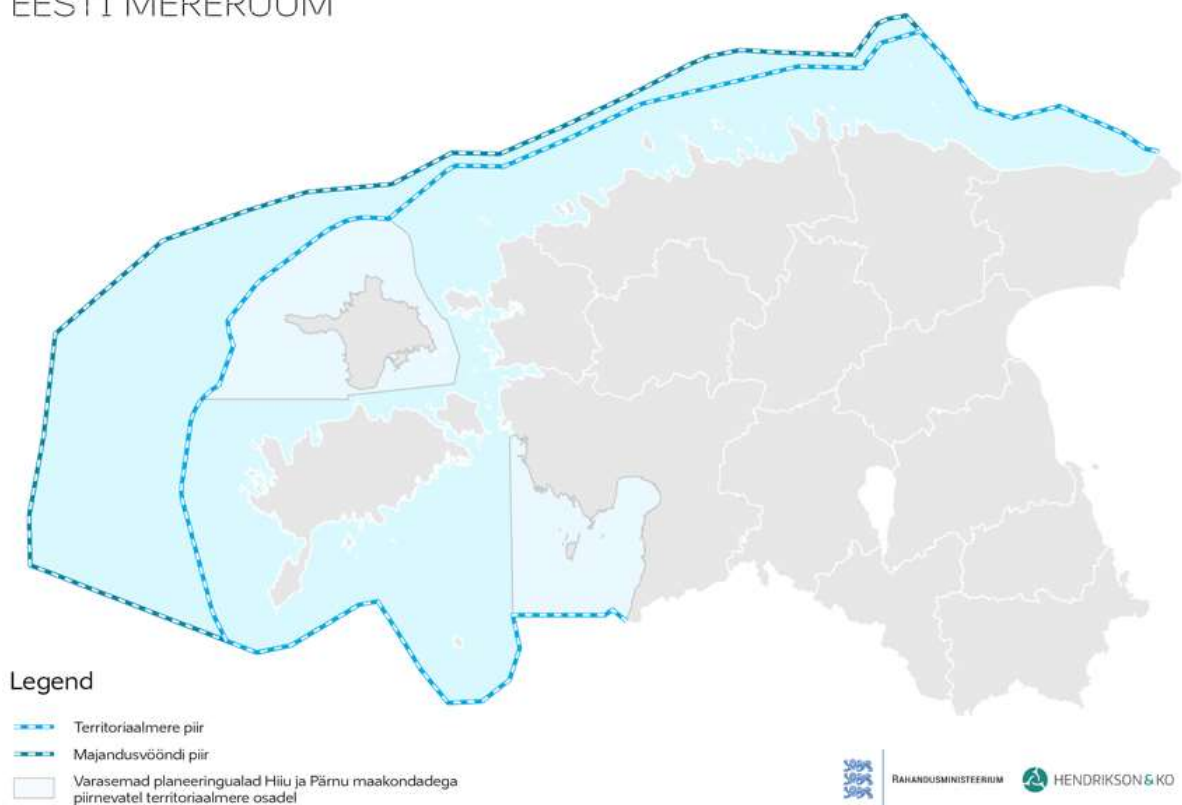 EESTI MERERUUM
Legend
Territoriaalmere piir
Majandusvööndi piir
Varasemad planeeringualad Hiiu ja Pärnu maakondadega
piirnevatel territoriaalmere osadel
RAHANDUSMINISTEERIUM
HENDRIKSON & KO